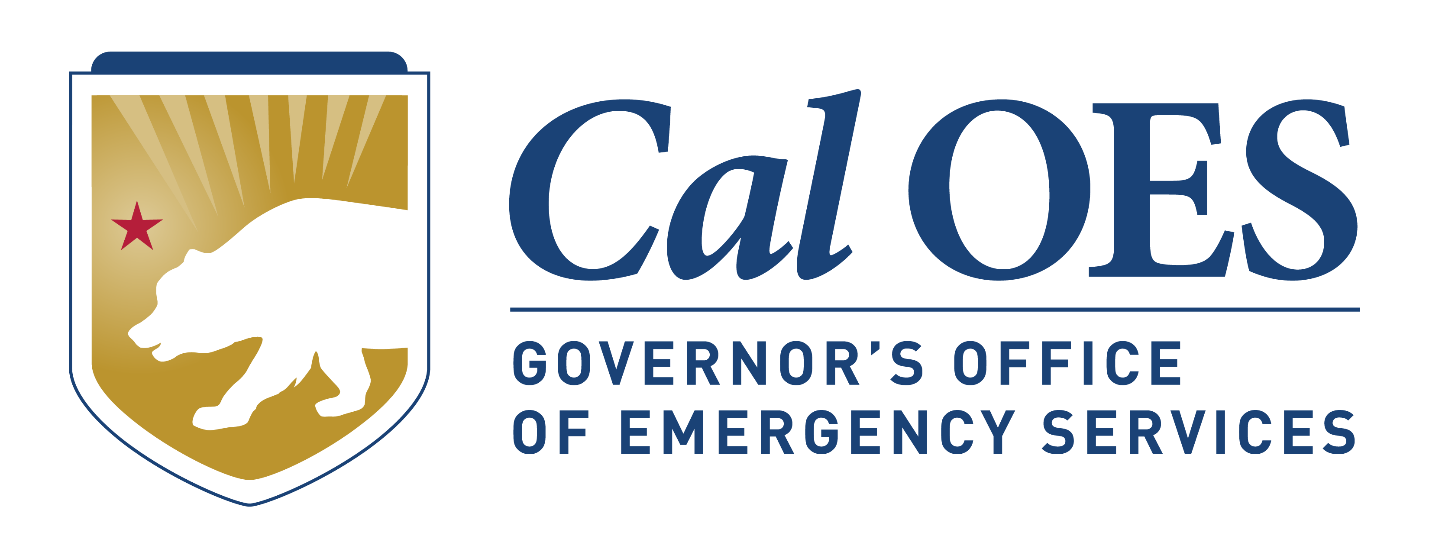 Cal OES
GOVERNOR’S OFFICE
OF EMERGENCY SERVICES